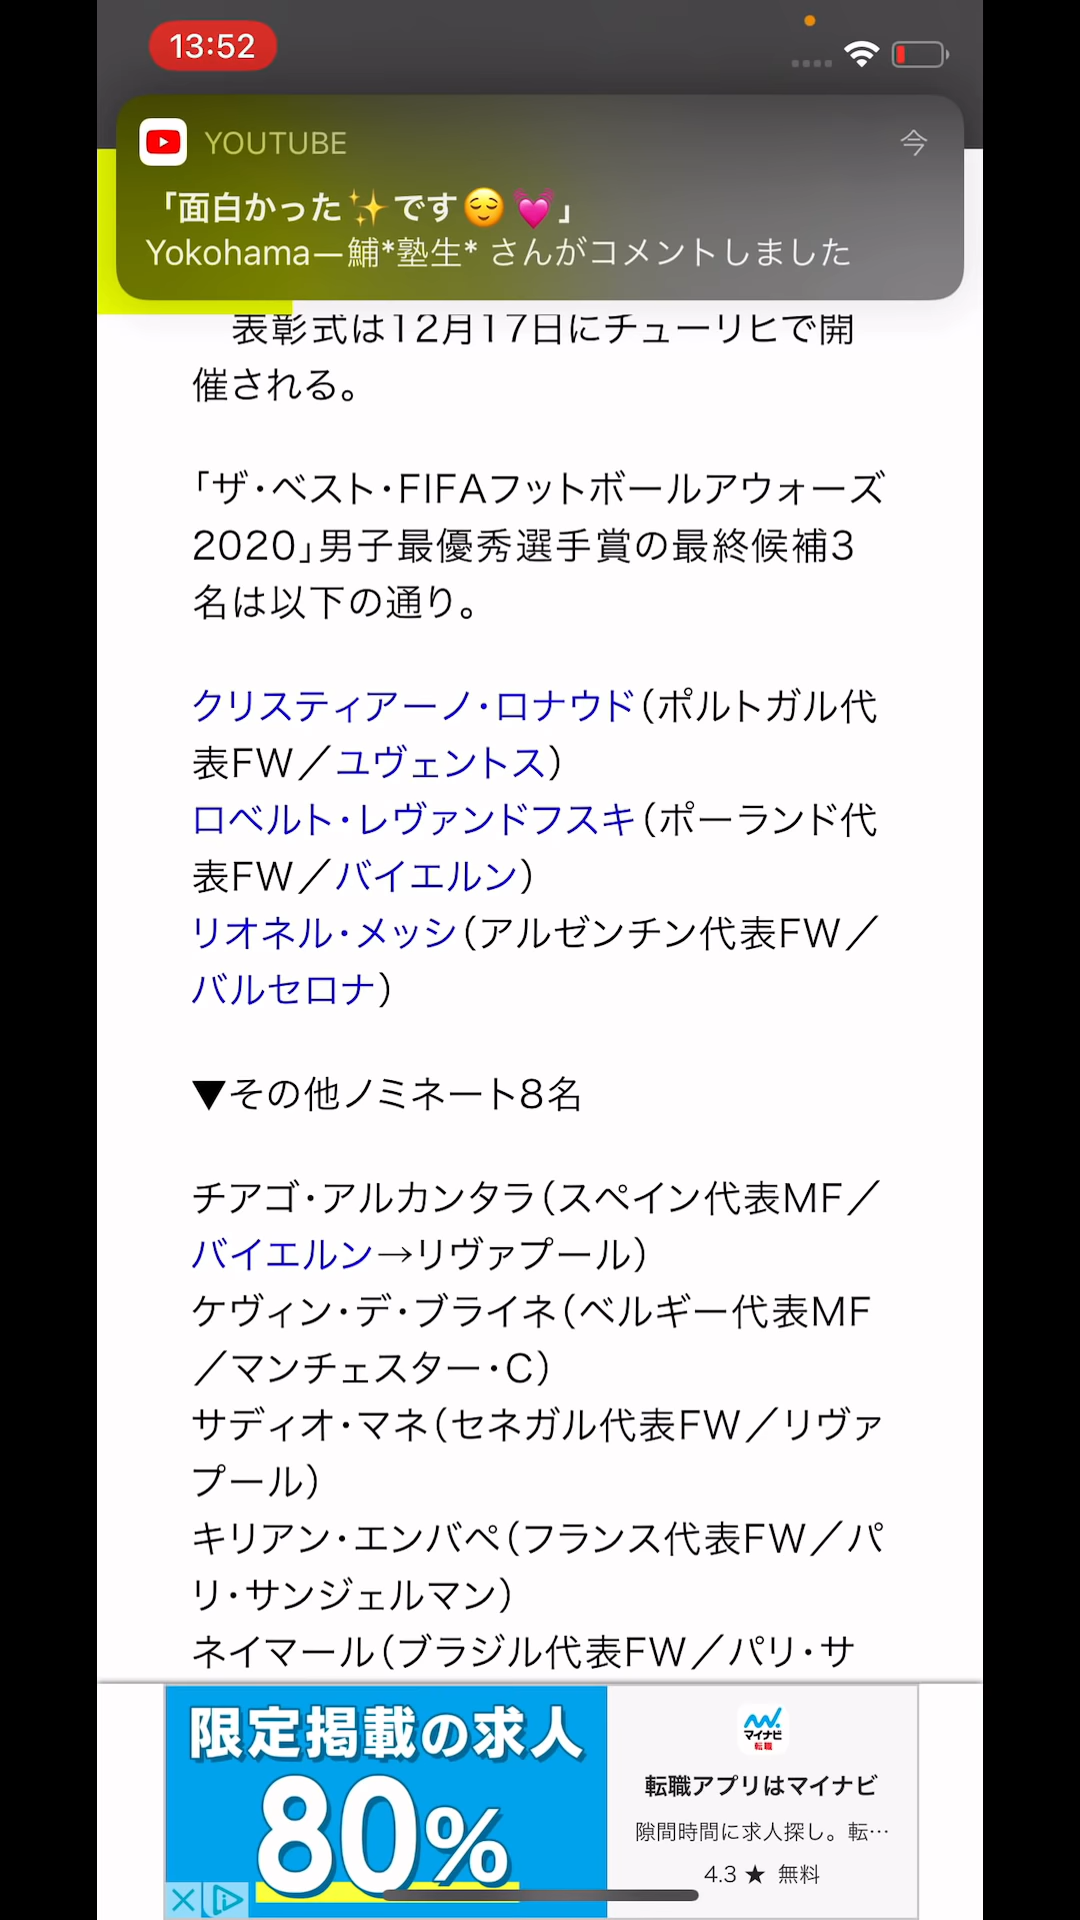 13:52
YOUTUBE
今
「面白かった✨です😌💓」
Yokohamaー鯆*塾生* さんがコメントしました
表彰式は12月17日にチューリヒで開
催される。
「ザ・ベスト・FIFAフットボールアウォーズ
2020」男子最優秀選手賞の最終候補3
名は以下の通り。
クリスティアーノ・ロナウド（ポルトガル代
表FW／ユヴェントス）
ロベルト・レヴァンドフスキ（ポーランド代
表FW／バイエルン）
リオネル・メッシ（アルゼンチン代表FW／
バルセロナ）
▼その他ノミネート8名
チアゴ・アルカンタラ（スペイン代表MF／
バイエルン→リヴァプール）
ケヴィン・デ・ブライネ（ベルギー代表MF
／マンチェスター・C）
サディオ・マネ（セネガル代表FW／リヴァ
プール）
キリアン・エンバペ（フランス代表FW／パ
リ・サンジェルマン）
ネイマール（ブラジル代表FW／パリ・サ
限定掲載の求人
80%
マイナビ
転職
転職アプリはマイナビ
隙間時間に求人探し。転…
4.3 ★ 無料